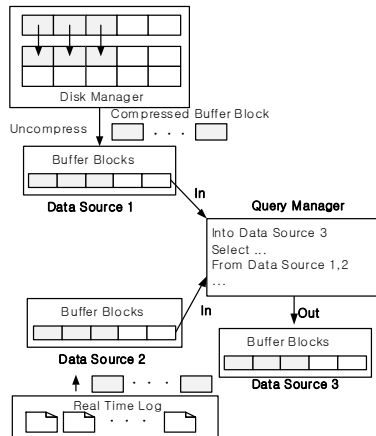 Disk Manager
Compressed Buffer Block
Uncompress
. . .
Buffer Blocks
In
Data Source 1
Query Manager
Into Data Source 3
Select ...
From Data Source 1,2
...
Buffer Blocks
In
Out
Data Source 2
Buffer Blocks
. . .
Data Source 3
Real Time Log
. . .